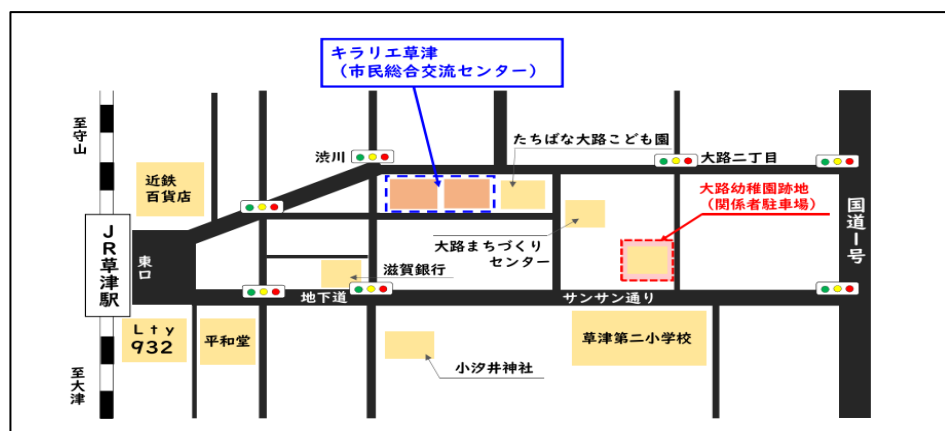 キラリエ草津
（市民総合交流センター）
至守山
たちばな大路こども園
渋川
大路二丁目
近鉄
百貨店
大路幼稚園跡地
（関係者駐車場）
国道1号
JR草津駅
東口
大路まちづくり
センター
滋賀銀行
地下道
サンサン通り
Lty
932
平和堂
草津第二小学校
小汐井神社
至大津